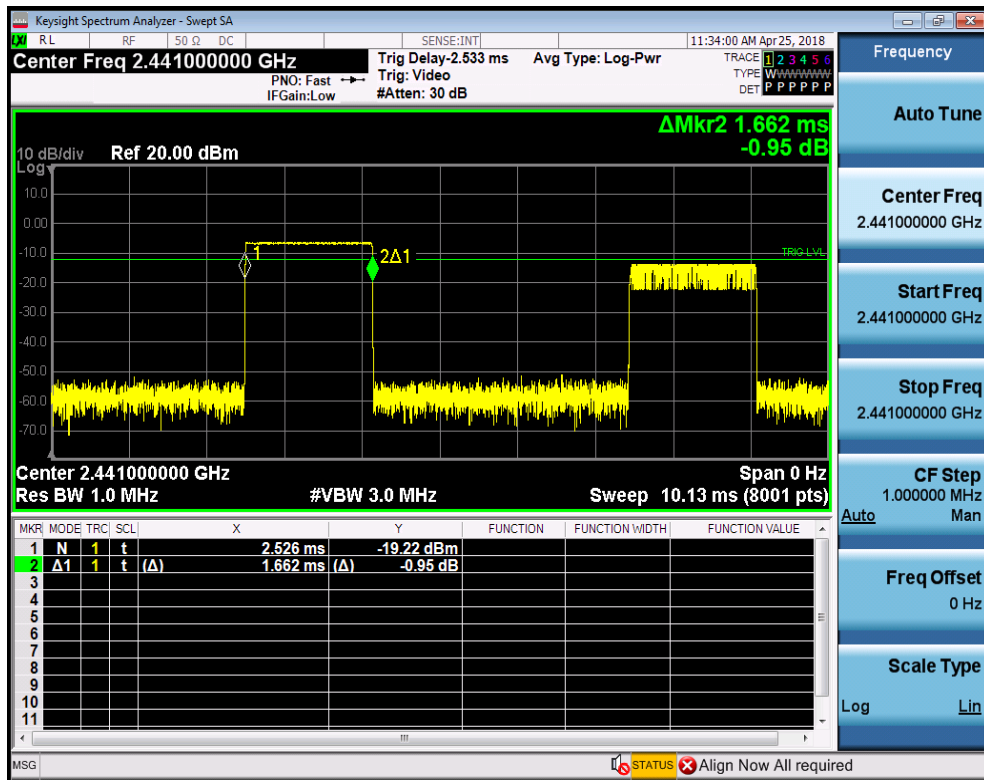 Keysight Spectrum Analyzer - Swept SA
LXI RL RF 50 Ω DC SENSE:INT 11:34:00 AM Apr 25, 2018
Center Freq 2.441000000 GHz Trig Delay-2.533 ms Avg Type: Log-Pwr TRACE 1 2 3 4 5 6
PNO: Fast Trig: Video TYPE WWWWWW
IFGain:Low #Atten: 30 dB DET P P P P P P
ΔMkr2 1.662 ms
10 dB/div Ref 20.00 dBm -0.95 dB
Log
10.0
0.00
-10.0 1 2Δ1 TRIG LVL
-20.0
-30.0
-40.0
-50.0
-60.0
-70.0
Center 2.441000000 GHz Span 0 Hz
Res BW 1.0 MHz #VBW 3.0 MHz Sweep 10.13 ms (8001 pts)
MKR MODE TRC SCL X Y FUNCTION FUNCTION WIDTH FUNCTION VALUE
1 N 1 t 2.526 ms -19.22 dBm
2 Δ1 1 t (Δ) 1.662 ms (Δ) -0.95 dB
3
4
5
6
7
8
9
10
11
MSG STATUS Align Now All required
Frequency
Auto Tune
Center Freq
2.441000000 GHz
Start Freq
2.441000000 GHz
Stop Freq
2.441000000 GHz
CF Step
1.000000 MHz
Auto Man
Freq Offset
0 Hz
Scale Type
Log Lin